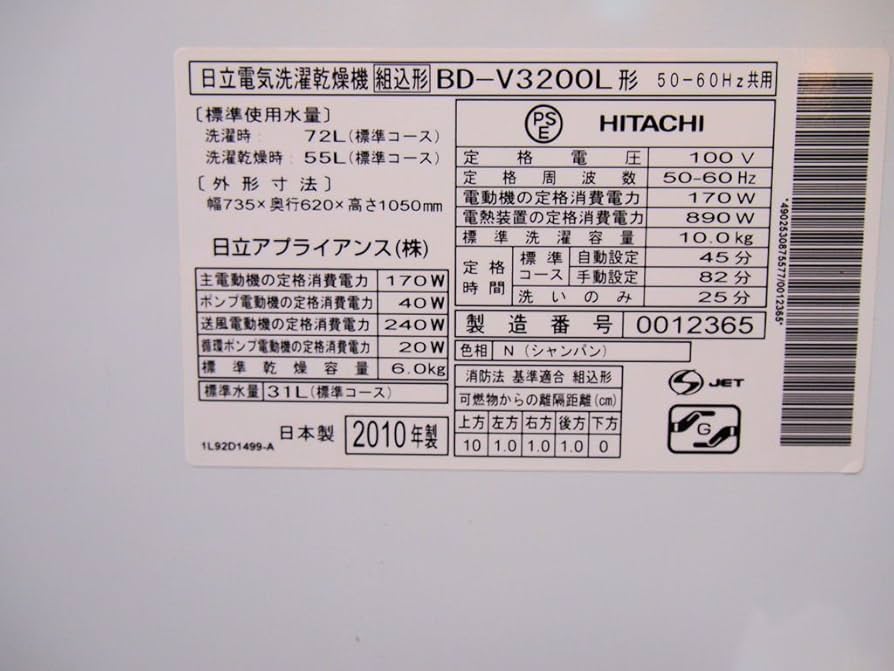 日立電気洗濯乾燥機 組込形 BD-V3200L形 50-60Hz共用
〔標準使用水量〕
洗濯時: 72L(標準コース)
洗濯乾燥時: 55L(標準コース)
〔外形寸法〕
幅735×奥行620×高さ1050mm
日立アプライアンス(株)
主電動機の定格消費電力 170W
ポンプ電動機の定格消費電力 40W
送風電動機の定格消費電力 240W
循環ポンプ電動機の定格消費電力 20W
標準乾燥容量 6.0kg
標準水量 31L(標準コース)
日本製 2010年製
1L92D1499-A
PSE HITACHI
定格電圧 100V
定格周波数 50-60Hz
電動機の定格消費電力 170W
電熱装置の定格消費電力 890W
標準洗濯容量 10.0kg
定格時間 標準コース 自動設定 45分
手動設定 82分
洗いのみ 25分
製造番号 0012365
色相 N(シャンパン)
消防法 基準適合 組込形
可燃物からの離隔距離(cm)
上方 左方 右方 後方 下方
10 1.0 1.0 1.0 0
S JET
G
*4902530875577/0012365*